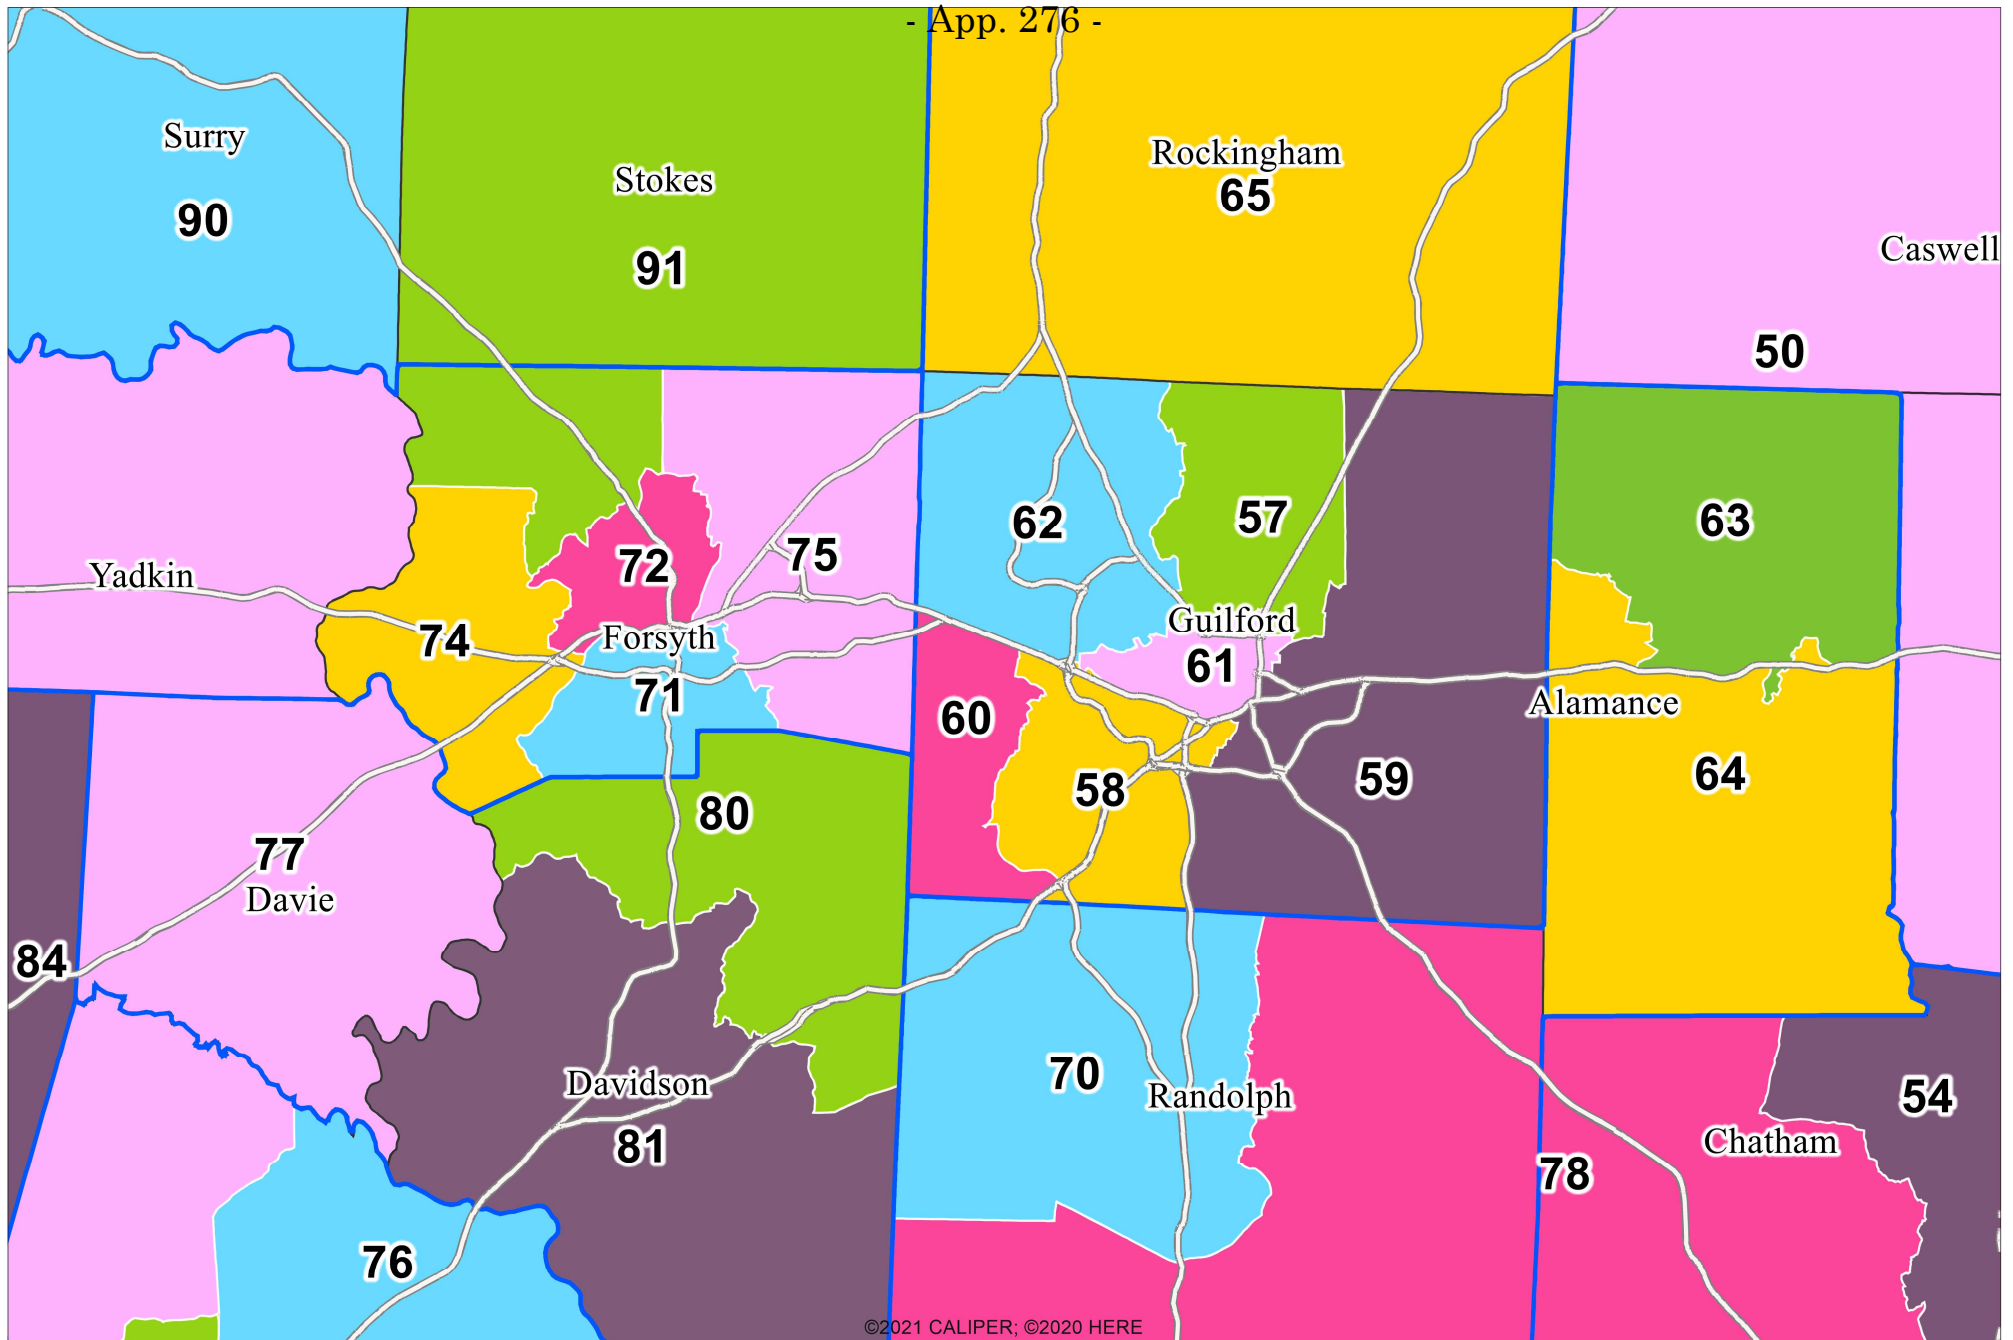 - App. 276 -
Surry
90
Stokes
91
Rockingham
65
Caswell
50
62
57
63
72
75
Yadkin
74
Forsyth
71
Guilford
61
60
58
59
Alamance
64
80
77
Davie
84
70
Randolph
Davidson
81
54
Chatham
78
76
©2021 CALIPER; ©2020 HERE